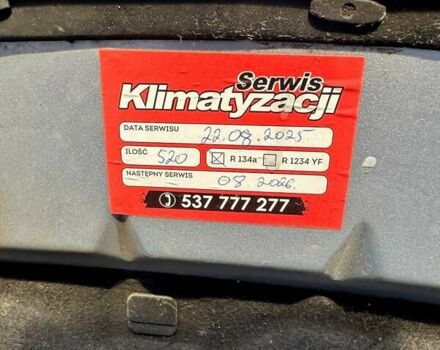 Serwis
Klimatyzacji
DATA SERWISU 22.08.2025
ILOŚĆ 520 R 134a R 1234 YF
NASTĘPNY SERWIS 08.2026.
537 777 277